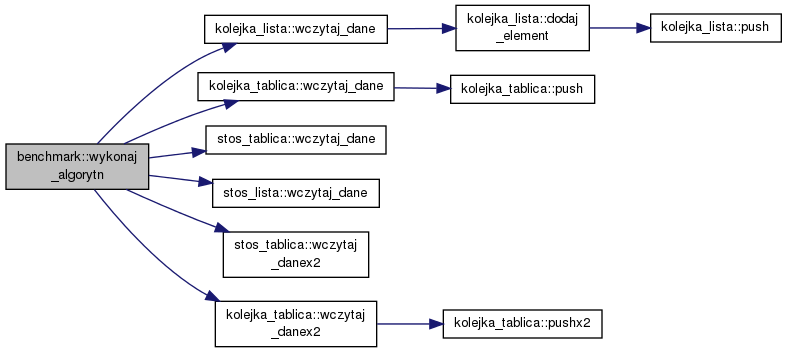 kolejka_lista::wczytaj_dane
kolejka_lista::dodaj
_element
kolejka_lista::push
kolejka_tablica::wczytaj_dane
kolejka_tablica::push
stos_tablica::wczytaj_dane
benchmark::wykonaj
_algorytn
stos_lista::wczytaj_dane
stos_tablica::wczytaj
_danex2
kolejka_tablica::wczytaj
_danex2
kolejka_tablica::pushx2